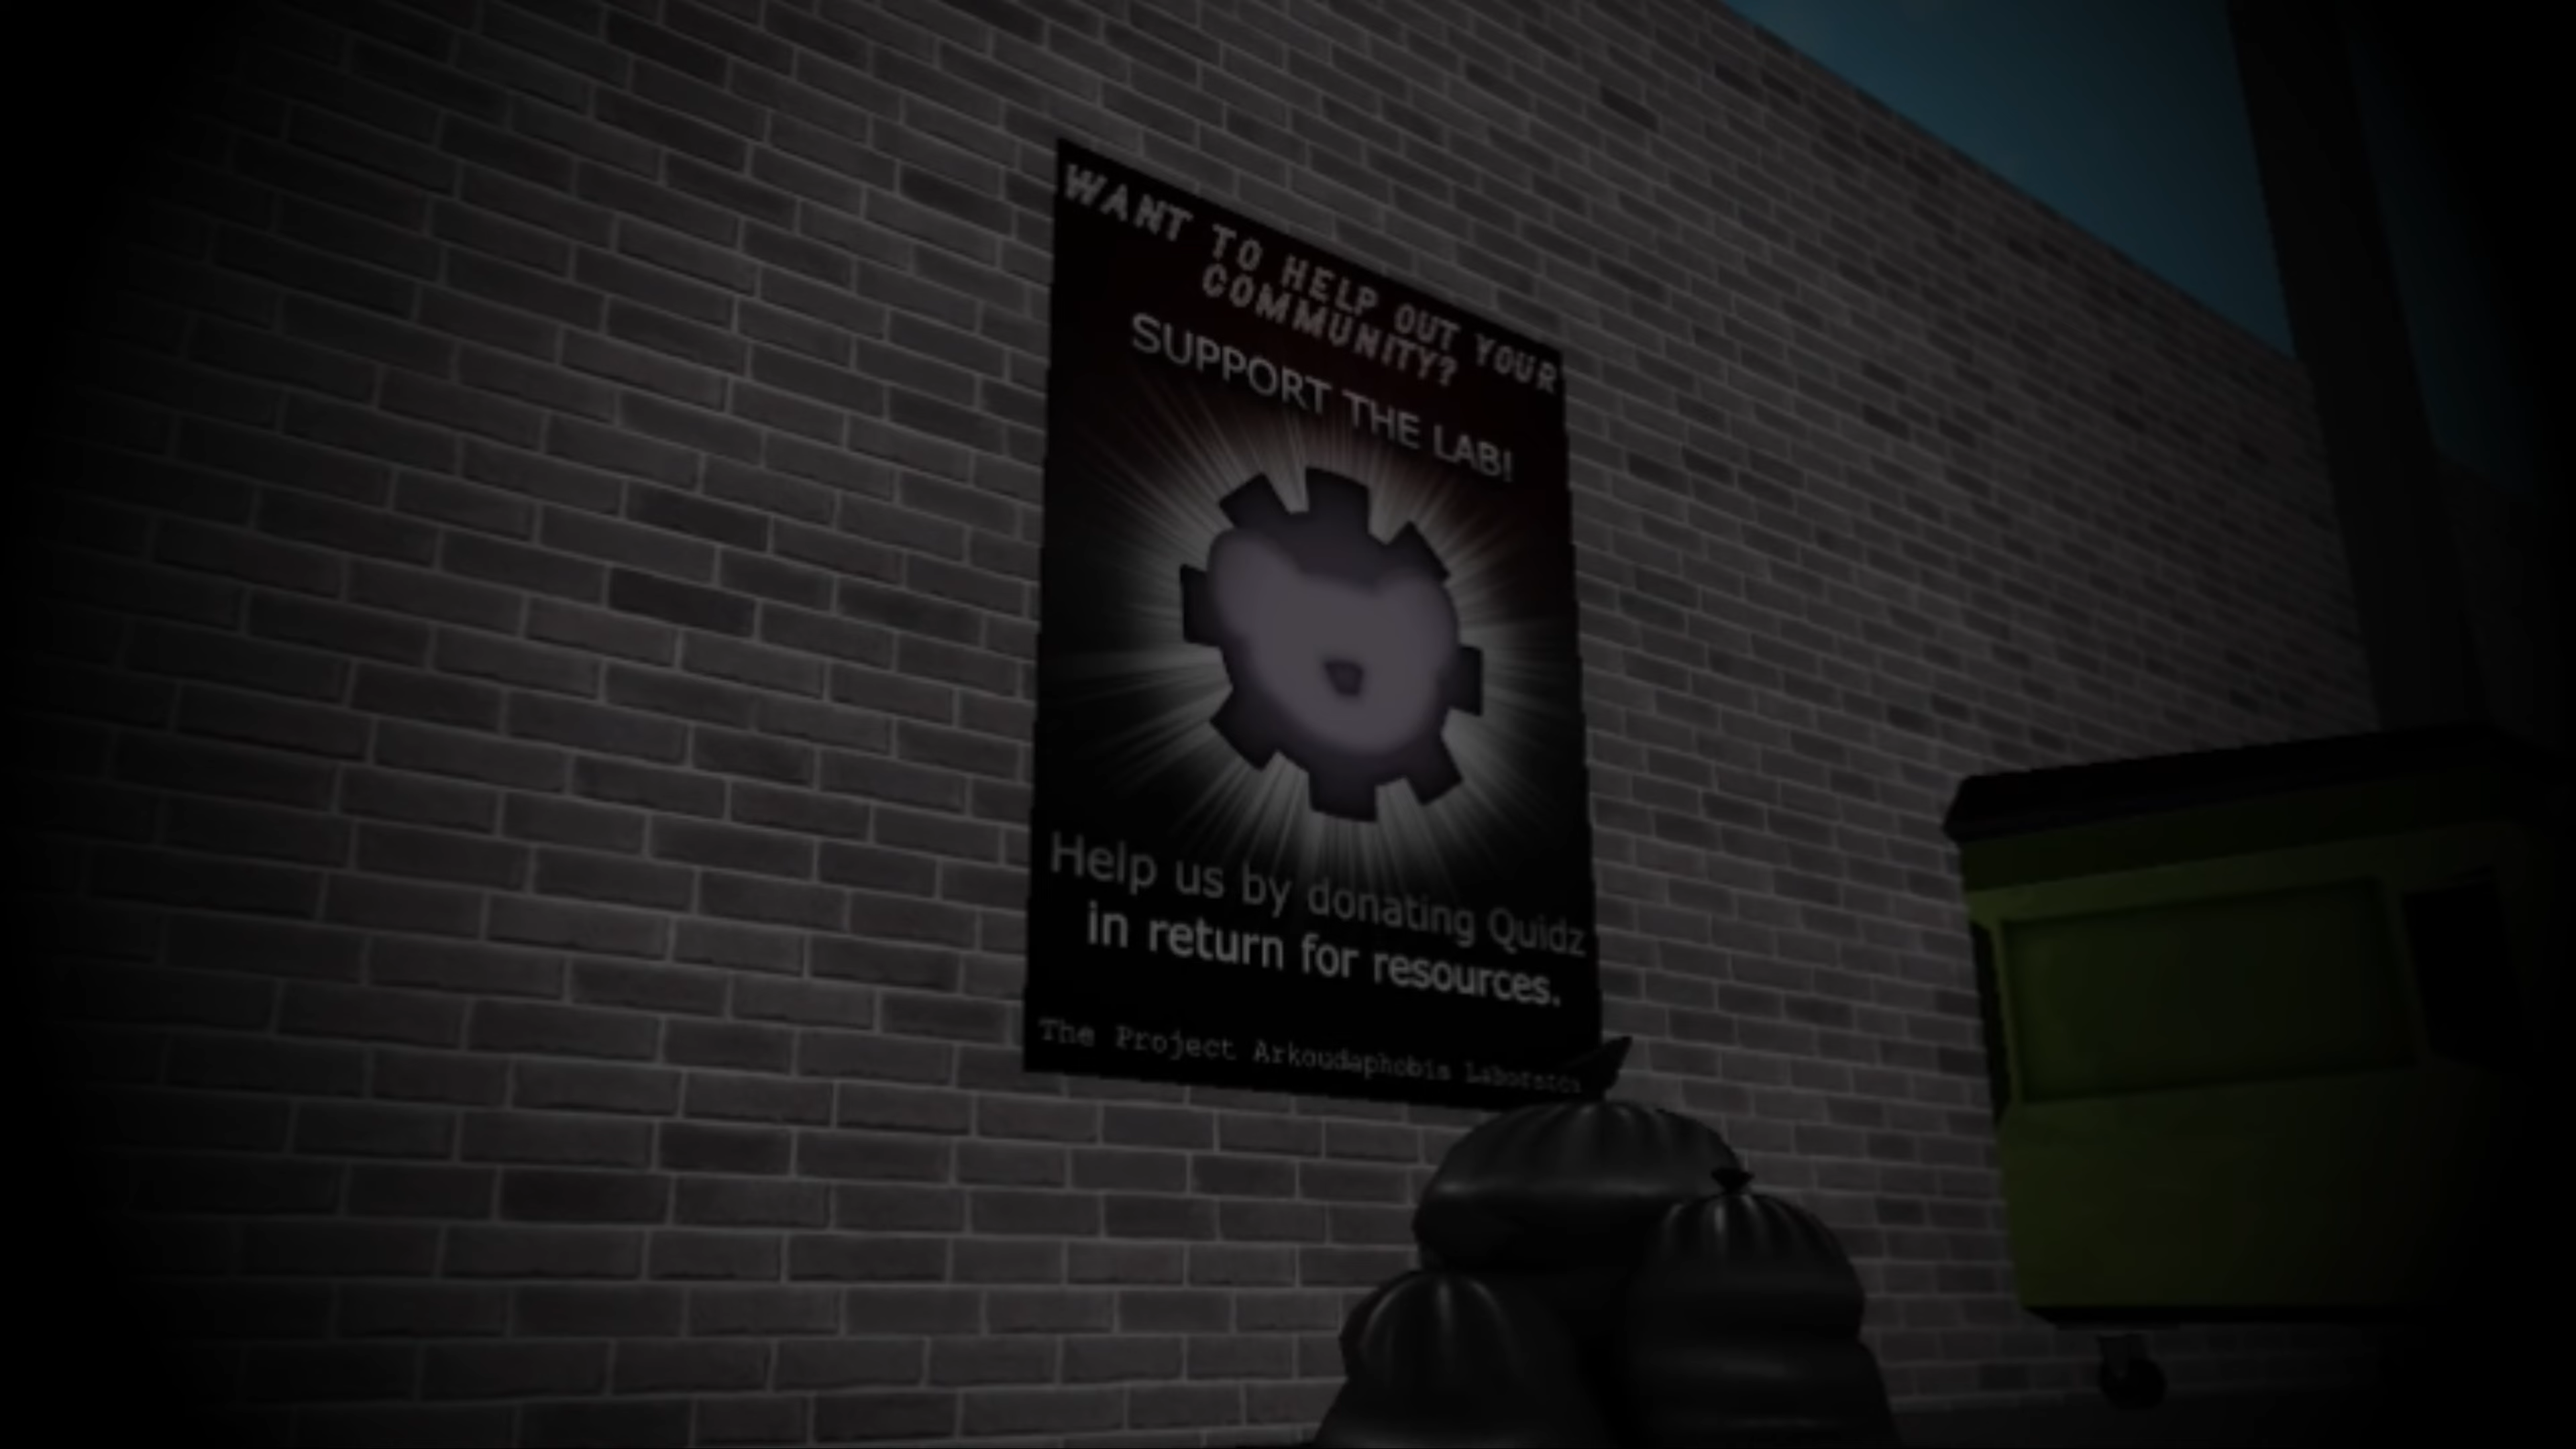 WANT TO HELP OUT YOUR
COMMUNITY?
SUPPORT THE LAB!
Help us by donating Quidz
in return for resources.
The Project Arkoudaphobia